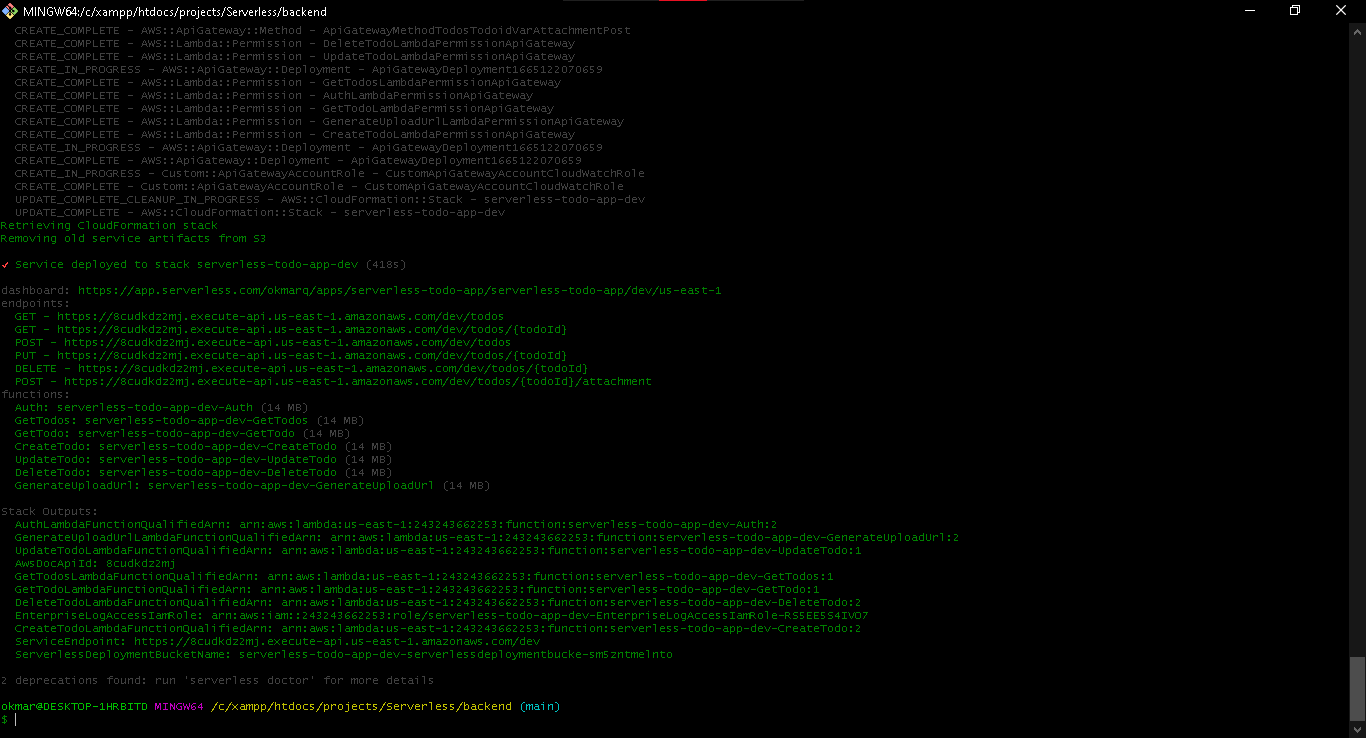 MINGW64:/c/xampp/htdocs/projects/Serverless/backend
CREATE_COMPLETE - AWS::ApiGateway::Method - ApiGatewayMethodTodosTodoidVarAttachmentPost
CREATE_COMPLETE - AWS::Lambda::Permission - DeleteTodoLambdaPermissionApiGateway
CREATE_COMPLETE - AWS::Lambda::Permission - UpdateTodoLambdaPermissionApiGateway
CREATE_IN_PROGRESS - AWS::ApiGateway::Deployment - ApiGatewayDeployment1665122070659
CREATE_COMPLETE - AWS::Lambda::Permission - GetTodosLambdaPermissionApiGateway
CREATE_COMPLETE - AWS::Lambda::Permission - AuthLambdaPermissionApiGateway
CREATE_COMPLETE - AWS::Lambda::Permission - GetTodoLambdaPermissionApiGateway
CREATE_COMPLETE - AWS::Lambda::Permission - GenerateUploadUrlLambdaPermissionApiGateway
CREATE_COMPLETE - AWS::Lambda::Permission - CreateTodoLambdaPermissionApiGateway
CREATE_IN_PROGRESS - AWS::ApiGateway::Deployment - ApiGatewayDeployment1665122070659
CREATE_COMPLETE - AWS::ApiGateway::Deployment - ApiGatewayDeployment1665122070659
CREATE_IN_PROGRESS - Custom::ApiGatewayAccountRole - CustomApiGatewayAccountCloudWatchRole
CREATE_COMPLETE - Custom::ApiGatewayAccountRole - CustomApiGatewayAccountCloudWatchRole
UPDATE_COMPLETE_CLEANUP_IN_PROGRESS - AWS::CloudFormation::Stack - serverless-todo-app-dev
UPDATE_COMPLETE - AWS::CloudFormation::Stack - serverless-todo-app-dev
Retrieving CloudFormation stack
Removing old service artifacts from S3
✔ Service deployed to stack serverless-todo-app-dev (418s)
dashboard: https://app.serverless.com/okmarq/apps/serverless-todo-app/serverless-todo-app/dev/us-east-1
endpoints:
GET - https://8cudkdz2mj.execute-api.us-east-1.amazonaws.com/dev/todos
GET - https://8cudkdz2mj.execute-api.us-east-1.amazonaws.com/dev/todos/{todoId}
POST - https://8cudkdz2mj.execute-api.us-east-1.amazonaws.com/dev/todos
PUT - https://8cudkdz2mj.execute-api.us-east-1.amazonaws.com/dev/todos/{todoId}
DELETE - https://8cudkdz2mj.execute-api.us-east-1.amazonaws.com/dev/todos/{todoId}
POST - https://8cudkdz2mj.execute-api.us-east-1.amazonaws.com/dev/todos/{todoId}/attachment
functions:
Auth: serverless-todo-app-dev-Auth (14 MB)
GetTodos: serverless-todo-app-dev-GetTodos (14 MB)
GetTodo: serverless-todo-app-dev-GetTodo (14 MB)
CreateTodo: serverless-todo-app-dev-CreateTodo (14 MB)
UpdateTodo: serverless-todo-app-dev-UpdateTodo (14 MB)
DeleteTodo: serverless-todo-app-dev-DeleteTodo (14 MB)
GenerateUploadUrl: serverless-todo-app-dev-GenerateUploadUrl (14 MB)
Stack Outputs:
AuthLambdaFunctionQualifiedArn: arn:aws:lambda:us-east-1:243243662253:function:serverless-todo-app-dev-Auth:2
GenerateUploadUrlLambdaFunctionQualifiedArn: arn:aws:lambda:us-east-1:243243662253:function:serverless-todo-app-dev-GenerateUploadUrl:2
UpdateTodoLambdaFunctionQualifiedArn: arn:aws:lambda:us-east-1:243243662253:function:serverless-todo-app-dev-UpdateTodo:1
AwsDocApiId: 8cudkdz2mj
GetTodosLambdaFunctionQualifiedArn: arn:aws:lambda:us-east-1:243243662253:function:serverless-todo-app-dev-GetTodos:1
GetTodoLambdaFunctionQualifiedArn: arn:aws:lambda:us-east-1:243243662253:function:serverless-todo-app-dev-GetTodo:1
DeleteTodoLambdaFunctionQualifiedArn: arn:aws:lambda:us-east-1:243243662253:function:serverless-todo-app-dev-DeleteTodo:2
EnterpriseLogAccessIamRole: arn:aws:iam::243243662253:role/serverless-todo-app-dev-EnterpriseLogAccessIamRole-RS5EE5S4IVO7
CreateTodoLambdaFunctionQualifiedArn: arn:aws:lambda:us-east-1:243243662253:function:serverless-todo-app-dev-CreateTodo:2
ServiceEndpoint: https://8cudkdz2mj.execute-api.us-east-1.amazonaws.com/dev
ServerlessDeploymentBucketName: serverless-todo-app-dev-serverlessdeploymentbucke-sm5zntmelnto
2 deprecations found: run 'serverless doctor' for more details
okmar@DESKTOP-1HRBITD MINGW64 /c/xampp/htdocs/projects/Serverless/backend (main)
$